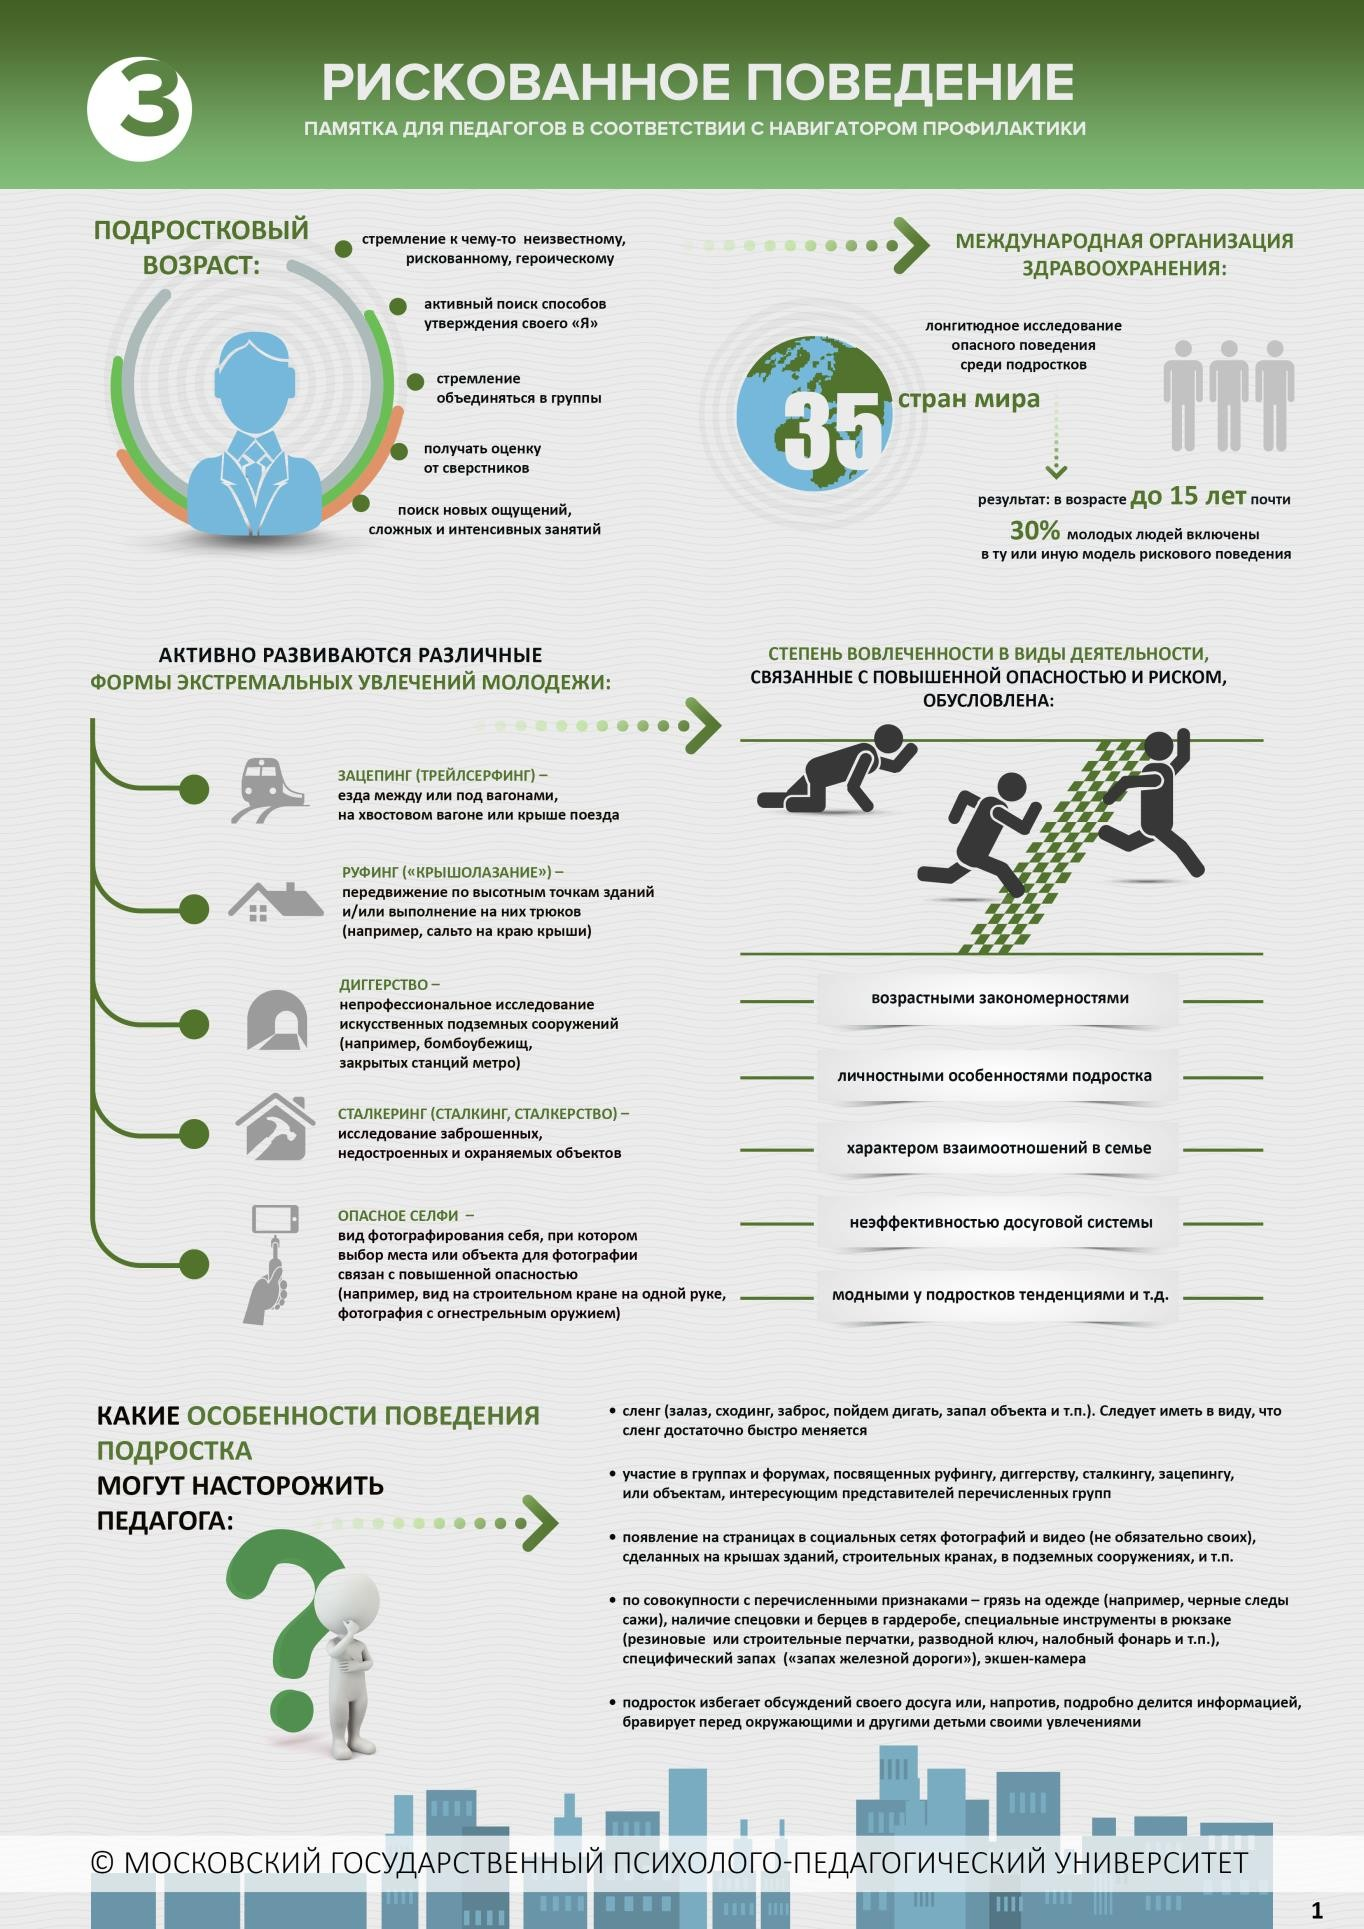 3
РИСКОВАННОЕ ПОВЕДЕНИЕ
ПАМЯТКА ДЛЯ ПЕДАГОГОВ В СООТВЕТСТВИИ С НАВИГАТОРОМ ПРОФИЛАКТИКИ
ПОДРОСТКОВЫЙ
ВОЗРАСТ:
стремление к чему-то неизвестному,
рискованному, героическому
активный поиск способов
утверждения своего «Я»
стремление
объединяться в группы
получать оценку
от сверстников
поиск новых ощущений,
сложных и интенсивных занятий
МЕЖДУНАРОДНАЯ ОРГАНИЗАЦИЯ
ЗДРАВООХРАНЕНИЯ:
лонгитюдное исследование
опасного поведения
среди подростков
35 стран мира
результат: в возрасте до 15 лет почти
30% молодых людей включены
в ту или иную модель рискового поведения
АКТИВНО РАЗВИВАЮТСЯ РАЗЛИЧНЫЕ
ФОРМЫ ЭКСТРЕМАЛЬНЫХ УВЛЕЧЕНИЙ МОЛОДЕЖИ:
ЗАЦЕПИНГ (ТРЕЙЛСЕРФИНГ) –
езда между или под вагонами,
на хвостовом вагоне или крыше поезда
РУФИНГ («КРЫШОЛАЗАНИЕ») –
передвижение по высотным точкам зданий
и/или выполнение на них трюков
(например, сальто на краю крыши)
ДИГГЕРСТВО –
непрофессиональное исследование
искусственных подземных сооружений
(например, бомбоубежищ,
закрытых станций метро)
СТАЛКЕРИНГ (СТАЛКИНГ, СТАЛКЕРСТВО) –
исследование заброшенных,
недостроенных и охраняемых объектов
ОПАСНОЕ СЕЛФИ –
вид фотографирования себя, при котором
выбор места или объекта для фотографии
связан с повышенной опасностью
(например, вид на строительном кране на одной руке,
фотография с огнестрельным оружием)
СТЕПЕНЬ ВОВЛЕЧЕННОСТИ В ВИДЫ ДЕЯТЕЛЬНОСТИ,
СВЯЗАННЫЕ С ПОВЫШЕННОЙ ОПАСНОСТЬЮ И РИСКОМ,
ОБУСЛОВЛЕНА:
возрастными закономерностями
личностными особенностями подростка
характером взаимоотношений в семье
неэффективностью досуговой системы
модными у подростков тенденциями и т.д.
КАКИЕ ОСОБЕННОСТИ ПОВЕДЕНИЯ
ПОДРОСТКА
МОГУТ НАСТОРОЖИТЬ
ПЕДАГОГА:
• сленг (залаз, сходинг, заброс, пойдем дигать, запал объекта и т.п.). Следует иметь в виду, что
сленг достаточно быстро меняется
• участие в группах и форумах, посвященных руфингу, диггерству, сталкингу, зацепингу,
или объектам, интересующим представителей перечисленных групп
• появление на страницах в социальных сетях фотографий и видео (не обязательно своих),
сделанных на крышах зданий, строительных кранах, в подземных сооружениях, и т.п.
• по совокупности с перечисленными признаками – грязь на одежде (например, черные следы
сажи), наличие спецовки и берцев в гардеробе, специальные инструменты в рюкзаке
(резиновые или строительные перчатки, разводной ключ, налобный фонарь и т.п.),
специфический запах («запах железной дороги»), экшен-камера
• подросток избегает обсуждений своего досуга или, напротив, подробно делится информацией,
бравирует перед окружающими и другими детьми своими увлечениями
© МОСКОВСКИЙ ГОСУДАРСТВЕННЫЙ ПСИХОЛОГО-ПЕДАГОГИЧЕСКИЙ УНИВЕРСИТЕТ
1